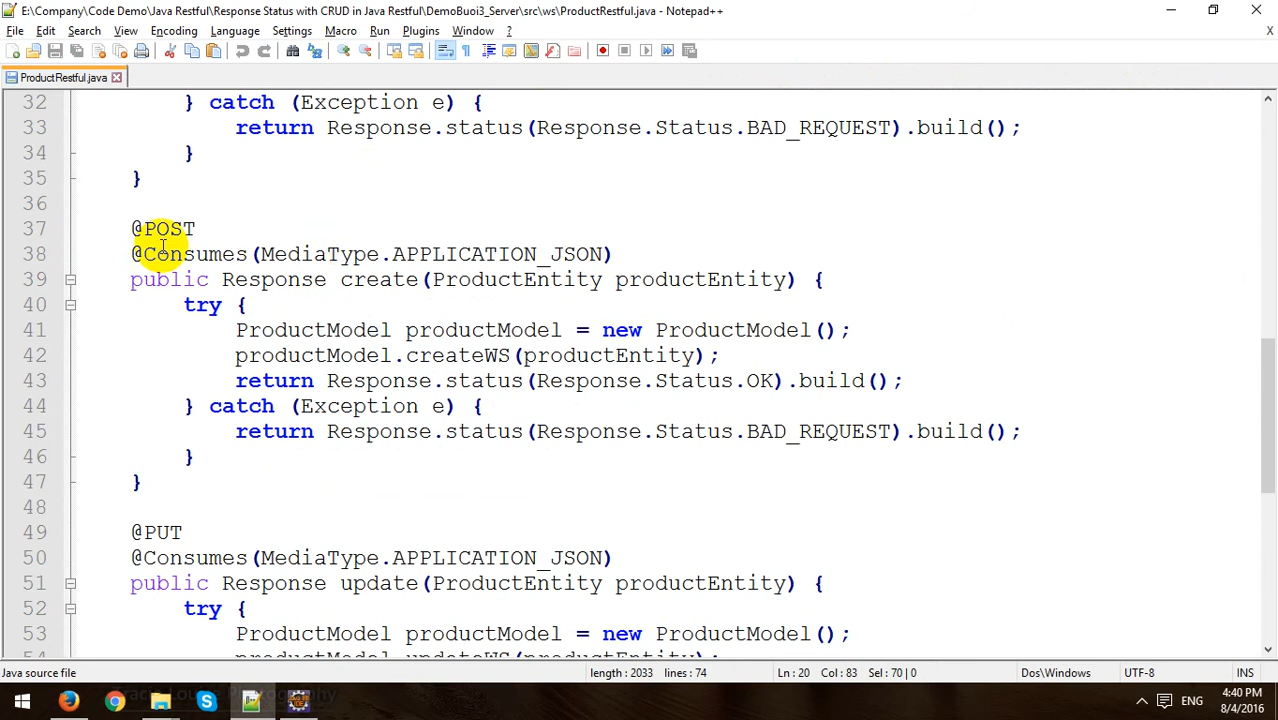 E:\Company\Code Demo\Java Restful\Response Status with CRUD in Java Restful\DemoBuoi3_Server\src\ws\ProductRestful.java - Notepad++
File Edit Search View Encoding Language Settings Macro Run Plugins Window ? X
ProductRestful.java
32 } catch (Exception e) {
33 return Response.status(Response.Status.BAD_REQUEST).build();
34 }
35 }
36
37 @POST
38 @Consumes(MediaType.APPLICATION_JSON)
39 public Response create(ProductEntity productEntity) {
40 try {
41 ProductModel productModel = new ProductModel();
42 productModel.createWS(productEntity);
43 return Response.status(Response.Status.OK).build();
44 } catch (Exception e) {
45 return Response.status(Response.Status.BAD_REQUEST).build();
46 }
47 }
48
49 @PUT
50 @Consumes(MediaType.APPLICATION_JSON)
51 public Response update(ProductEntity productEntity) {
52 try {
53 ProductModel productModel = new ProductModel();
54 productModel.updateWS(productEntity);
Java source file length : 2033 lines : 74 Ln : 20 Col : 83 Sel : 70 | 0 Dos\Windows UTF-8 INS
ENG 4:40 PM
8/4/2016